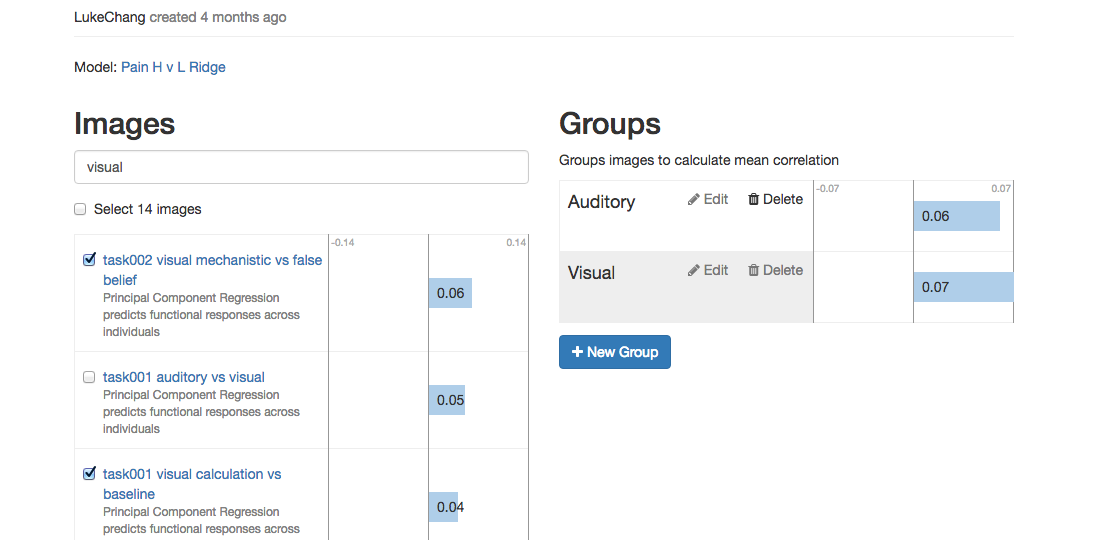 LukeChang created 4 months ago
Model: Pain H v L Ridge
Images
visual
Select 14 images
-0.14 0.14
task002 visual mechanistic vs false
belief
Principal Component Regression
predicts functional responses across
individuals
0.06
task001 auditory vs visual
Principal Component Regression
predicts functional responses across
individuals
0.05
task001 visual calculation vs
baseline
Principal Component Regression
predicts functional responses across
0.04
Groups
Groups images to calculate mean correlation
-0.07 0.07
Auditory Edit Delete 0.06
Visual Edit Delete 0.07
+ New Group